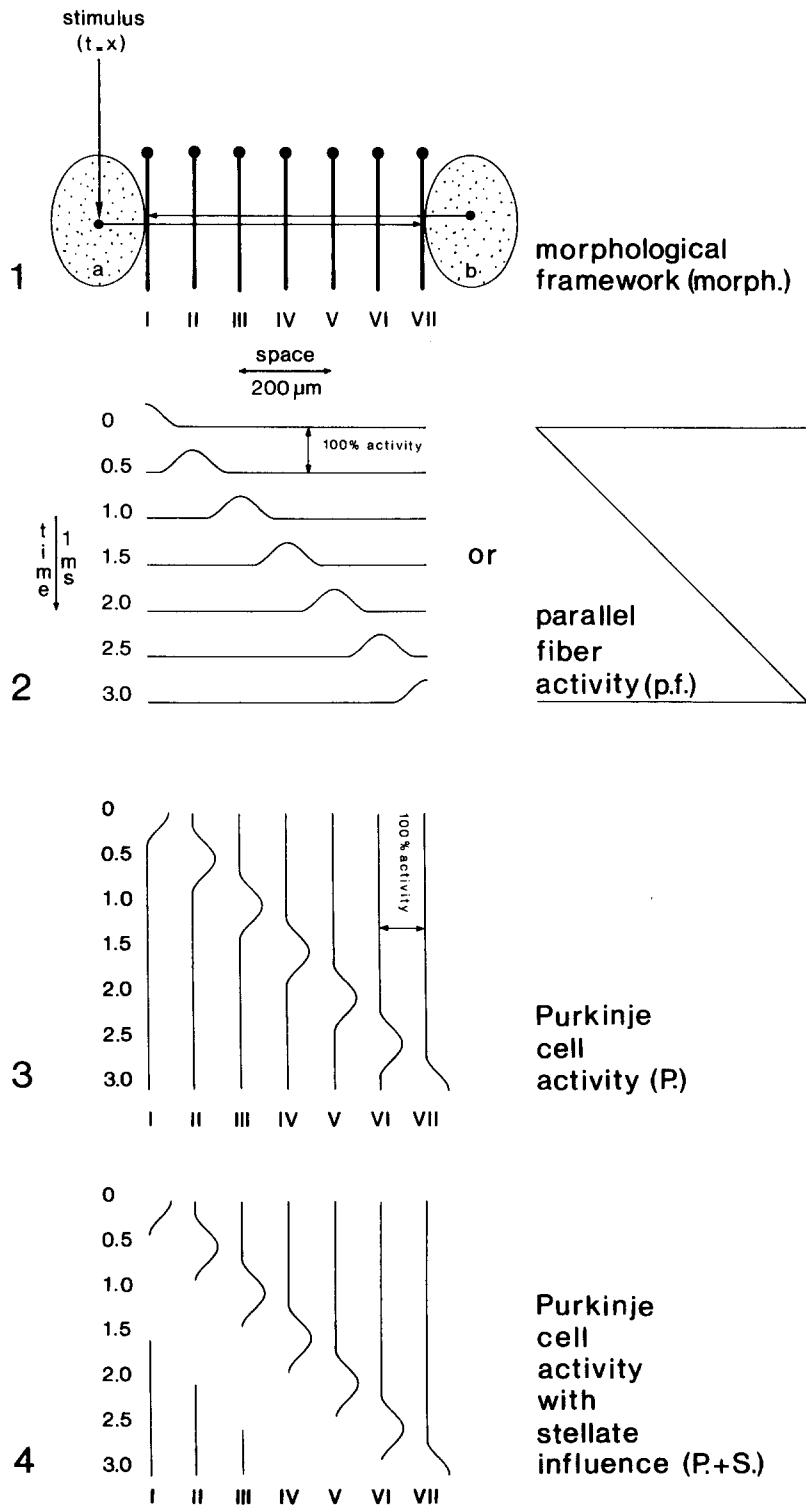 stimulus
(t=x)
a
b
1
morphological
framework (morph.)
I II III IV V VI VII
space
200 µm
0
100% activity
0.5
1.0
time
1ms
1.5
or
2.0
parallel
fiber
2.5
activity (p.f.)
2
3.0
0
100% activity
0.5
1.0
1.5
2.0
Purkinje
2.5
cell
3
activity (P.)
3.0
I II III IV V VI VII
0
0.5
1.0
Purkinje
1.5
cell
2.0
activity
with
2.5
stellate
4
influence (P.+S.)
3.0
I II III IV V VI VII